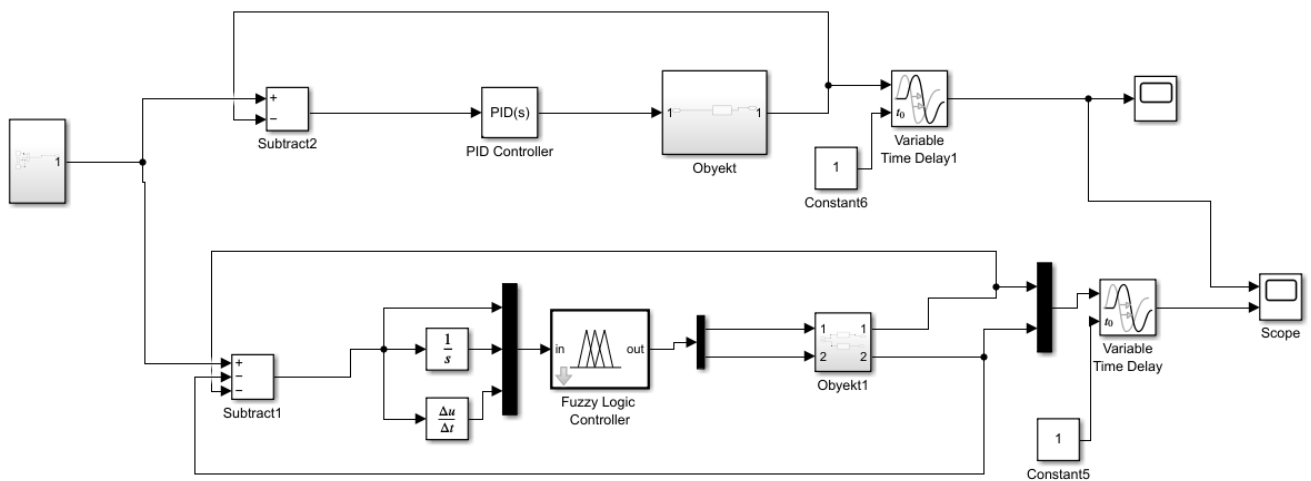 +
−
Subtract2
PID(s)
PID Controller
1
1
Obyekt
t₀
Variable
Time Delay1
1
Constant6
1
+
−
−
Subtract1
1
s
Δu
Δt
in
out
Fuzzy Logic
Controller
1
1
2
2
Obyekt1
t₀
Variable
Time Delay
1
Constant5
Scope